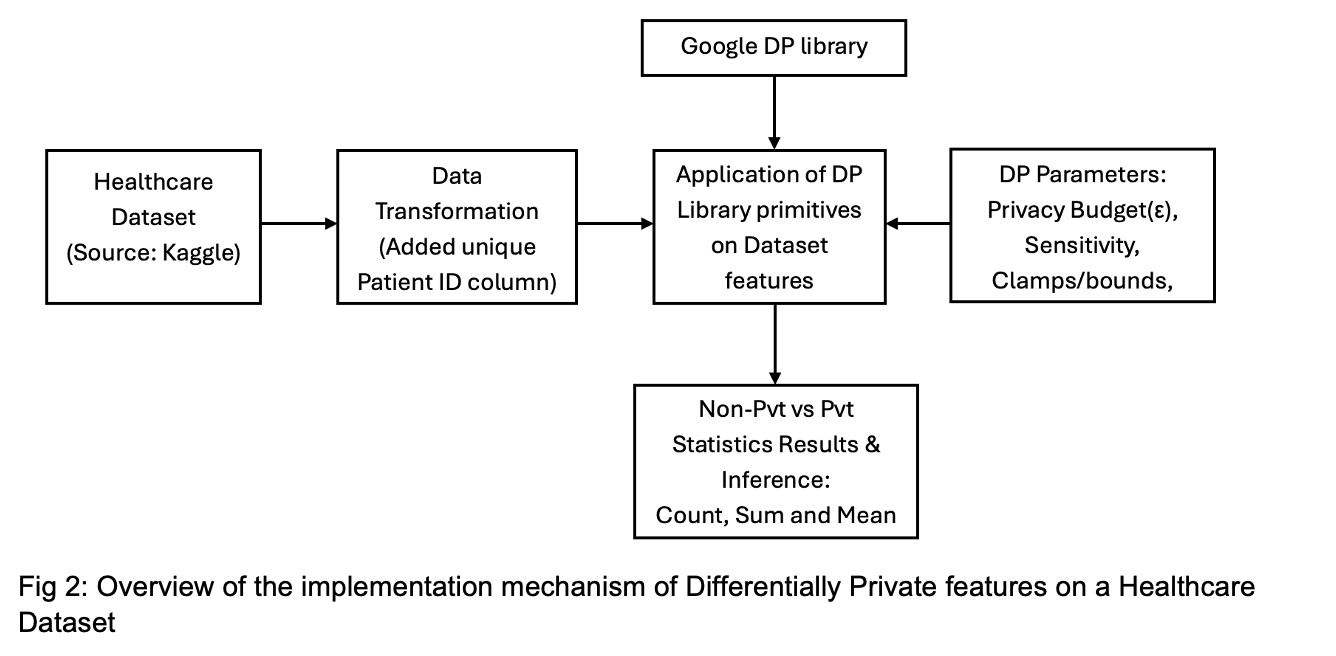 Google DP library
Healthcare
Dataset
(Source: Kaggle)
Data
Transformation
(Added unique
Patient ID column)
Application of DP
Library primitives
on Dataset
features
DP Parameters:
Privacy Budget(ε),
Sensitivity,
Clamps/bounds,
Non-Pvt vs Pvt
Statistics Results &
Inference:
Count, Sum and Mean
Fig 2: Overview of the implementation mechanism of Differentially Private features on a Healthcare
Dataset